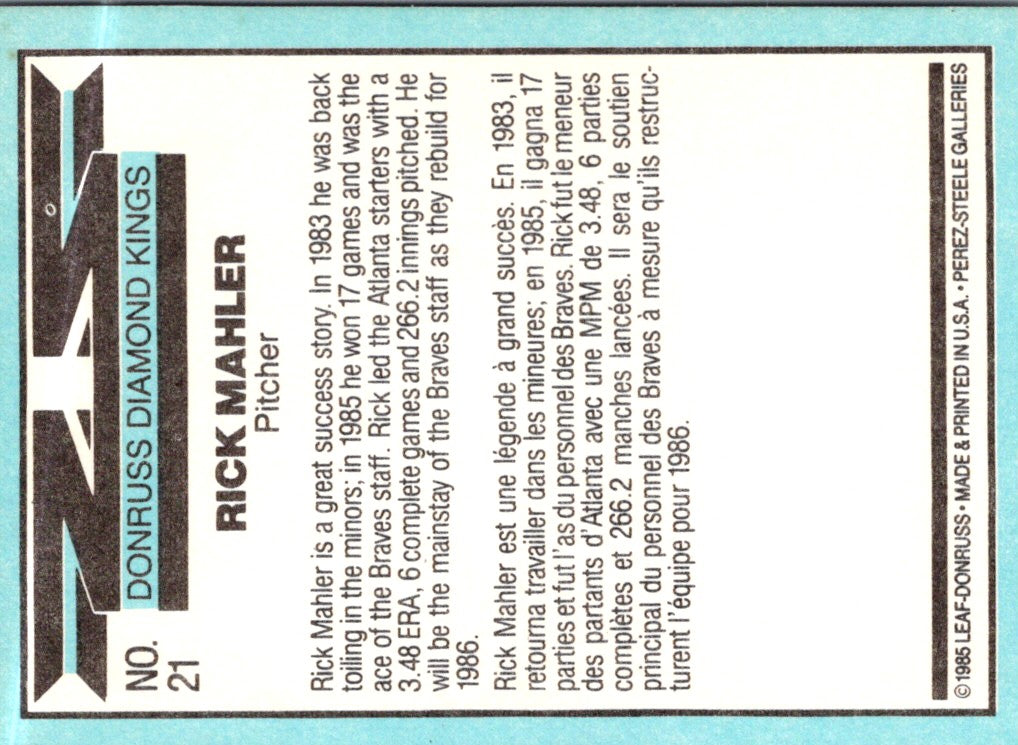 NO.
21
DONRUSS DIAMOND KINGS
RICK MAHLER
Pitcher
Rick Mahler is a great success story. In 1983 he was back
toiling in the minors; in 1985 he won 17 games and was the
ace of the Braves staff. Rick led the Atlanta starters with a
3.48 ERA, 6 complete games and 266.2 innings pitched. He
will be the mainstay of the Braves staff as they rebuild for
1986.
Rick Mahler est une légende à grand succès. En 1983, il
retourna travailler dans les mineures; en 1985, il gagna 17
parties et fut l'as du personnel des Braves. Rick fut le meneur
des partants d'Atlanta avec une MPM de 3.48, 6 parties
complètes et 266.2 manches lancées. Il sera le soutien
principal du personnel des Braves à mesure qu'ils restruc-
turent l'équipe pour 1986.
©1985 LEAF-DONRUSS • MADE & PRINTED IN U.S.A. • PEREZ-STEELE GALLERIES